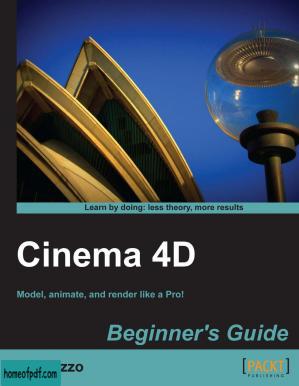 Learn by doing: less theory, more results
Cinema 4D
Model, animate, and render like a Pro!
Beginner's Guide
ZZO
homeofpdf.com
[PACKT]
PUBLISHING